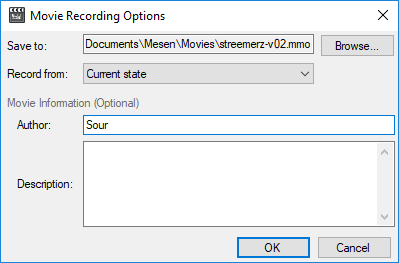 Movie Recording Options
Save to: Documents\Mesen\Movies\streemerz-v02.mmo Browse...
Record from: Current state
Movie Information (Optional)
Author: Sour
Description:
OK Cancel